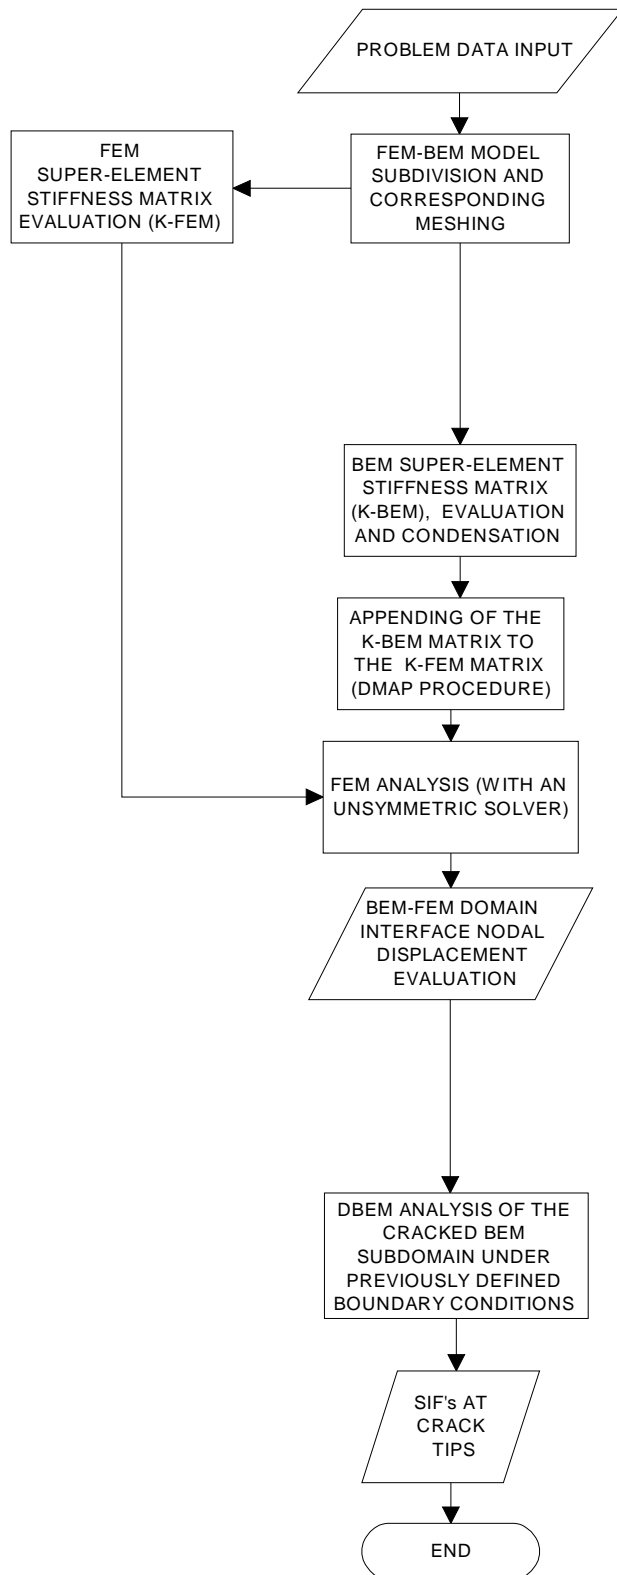 PROBLEM DATA INPUT
FEM
SUPER-ELEMENT
STIFFNESS MATRIX
EVALUATION (K-FEM)
FEM-BEM MODEL
SUBDIVISION AND
CORRESPONDING
MESHING
BEM SUPER-ELEMENT
STIFFNESS MATRIX
(K-BEM), EVALUATION
AND CONDENSATION
APPENDING OF THE
K-BEM MATRIX TO
THE K-FEM MATRIX
(DMAP PROCEDURE)
FEM ANALYSIS (WITH AN
UNSYMMETRIC SOLVER)
BEM-FEM DOMAIN
INTERFACE NODAL
DISPLACEMENT
EVALUATION
DBEM ANALYSIS OF THE
CRACKED BEM
SUBDOMAIN UNDER
PREVIOUSLY DEFINED
BOUNDARY CONDITIONS
SIF's AT
CRACK
TIPS
END